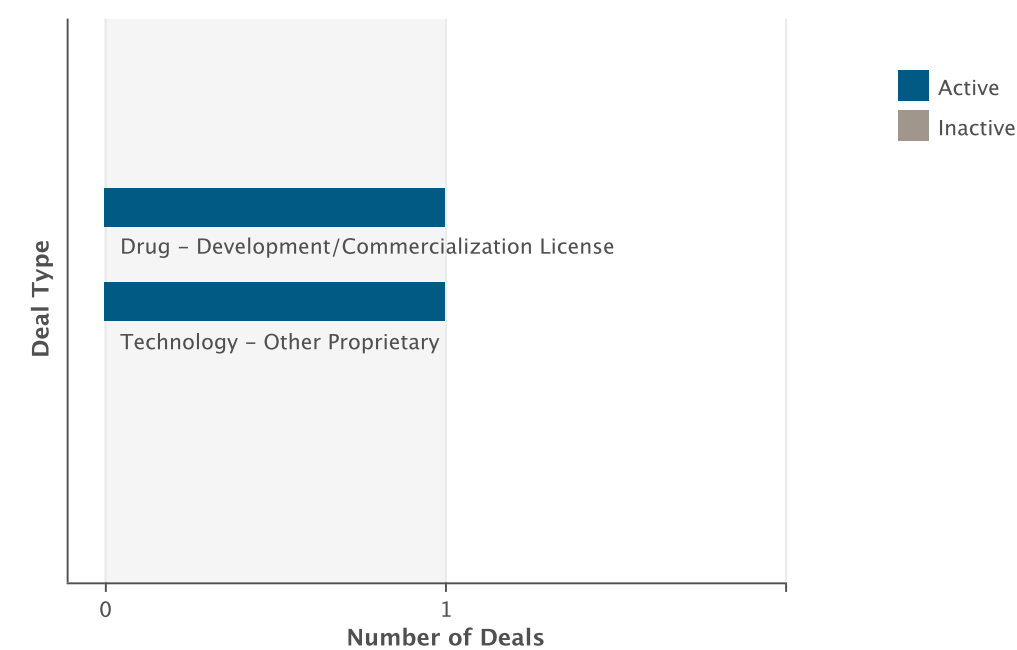 Active
Inactive
Drug – Development/Commercialization License
Technology – Other Proprietary
Deal Type
0
1
Number of Deals